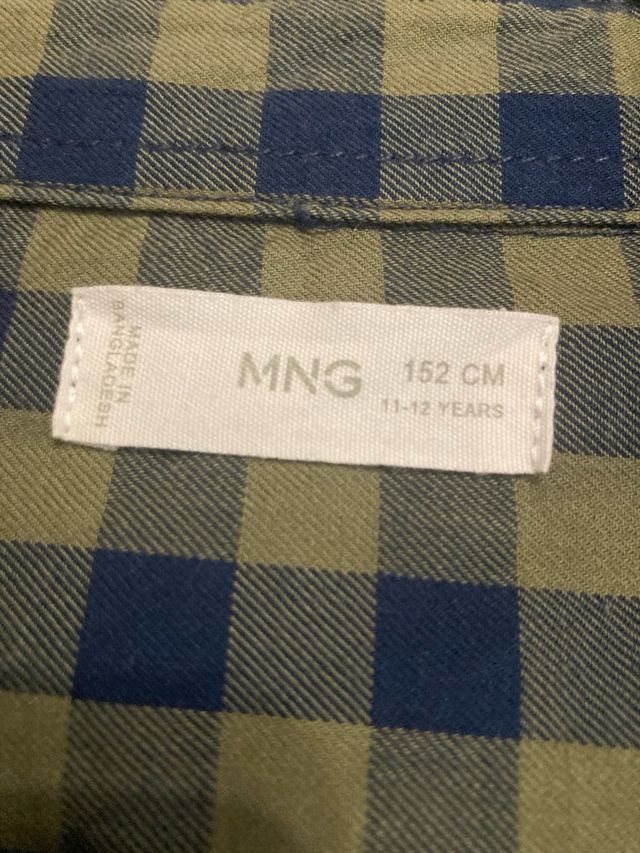 MADE IN
BANGLADESH
MNG
152 CM
11-12 YEARS